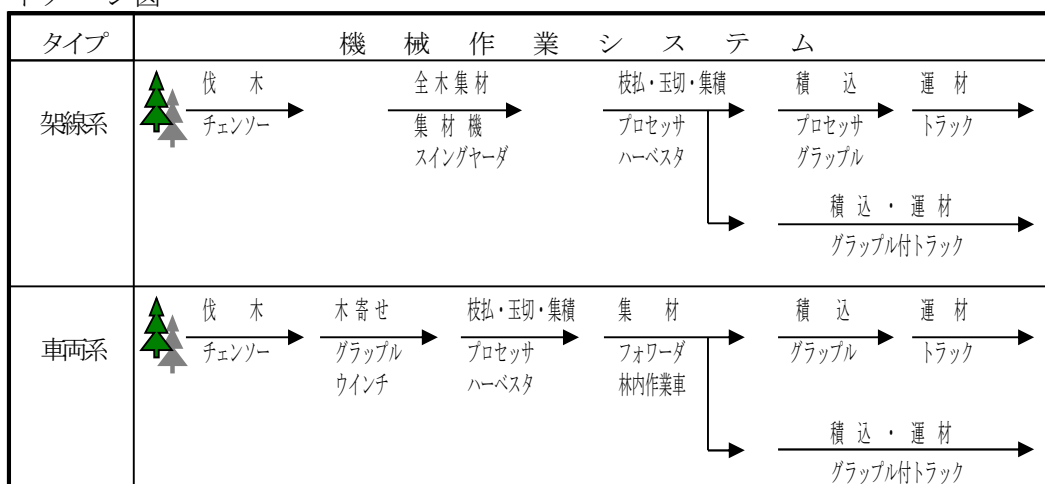 イメージ図
タイプ 機械作業システム
架線系
伐木 全木集材 枝払・玉切・集積 積込 運材
チェンソー 集材機 プロセッサ プロセッサ トラック
スイングヤーダ ハーベスタ グラップル
積込・運材
グラップル付トラック
車両系
伐木 木寄せ 枝払・玉切・集積 集材 積込 運材
チェンソー グラップル プロセッサ フォワーダ グラップル トラック
ウインチ ハーベスタ 林内作業車
積込・運材
グラップル付トラック